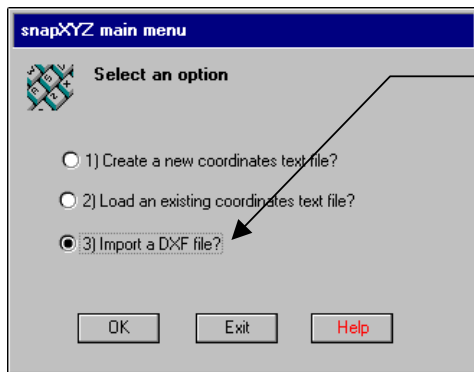 snapXYZ main menu
Select an option
1) Create a new coordinates text file?
2) Load an existing coordinates text file?
3) Import a DXF file?
OK Exit Help